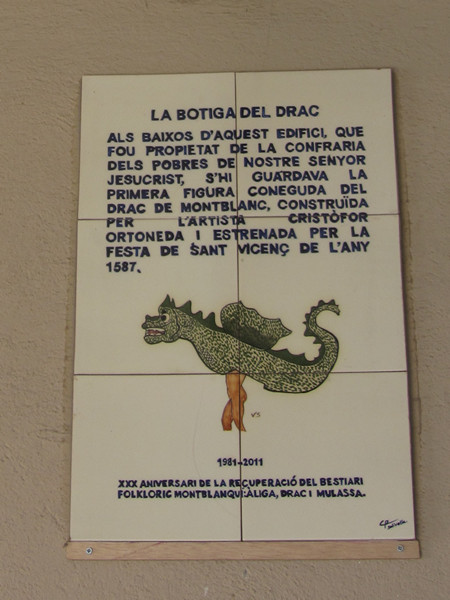 LA BOTIGA DEL DRAC
ALS BAIXOS D'AQUEST EDIFICI, QUE
FOU PROPIETAT DE LA CONFRARIA
DELS POBRES DE NOSTRE SENYOR
JESUCRIST, S'HI GUARDAVA LA
PRIMERA FIGURA CONEGUDA DEL
DRAC DE MONTBLANC, CONSTRUÏDA
PER L'ARTISTA CRISTÒFOR
ORTONEDA I ESTRENADA PER LA
FESTA DE SANT VICENÇ DE L'ANY
1587.
1981-2011
XXX ANIVERSARI DE LA RECUPERACIÓ DEL BESTIARI
FOLKLORIC MONTBLANQUÍ:ÀLIGA, DRAC I MULASSA.